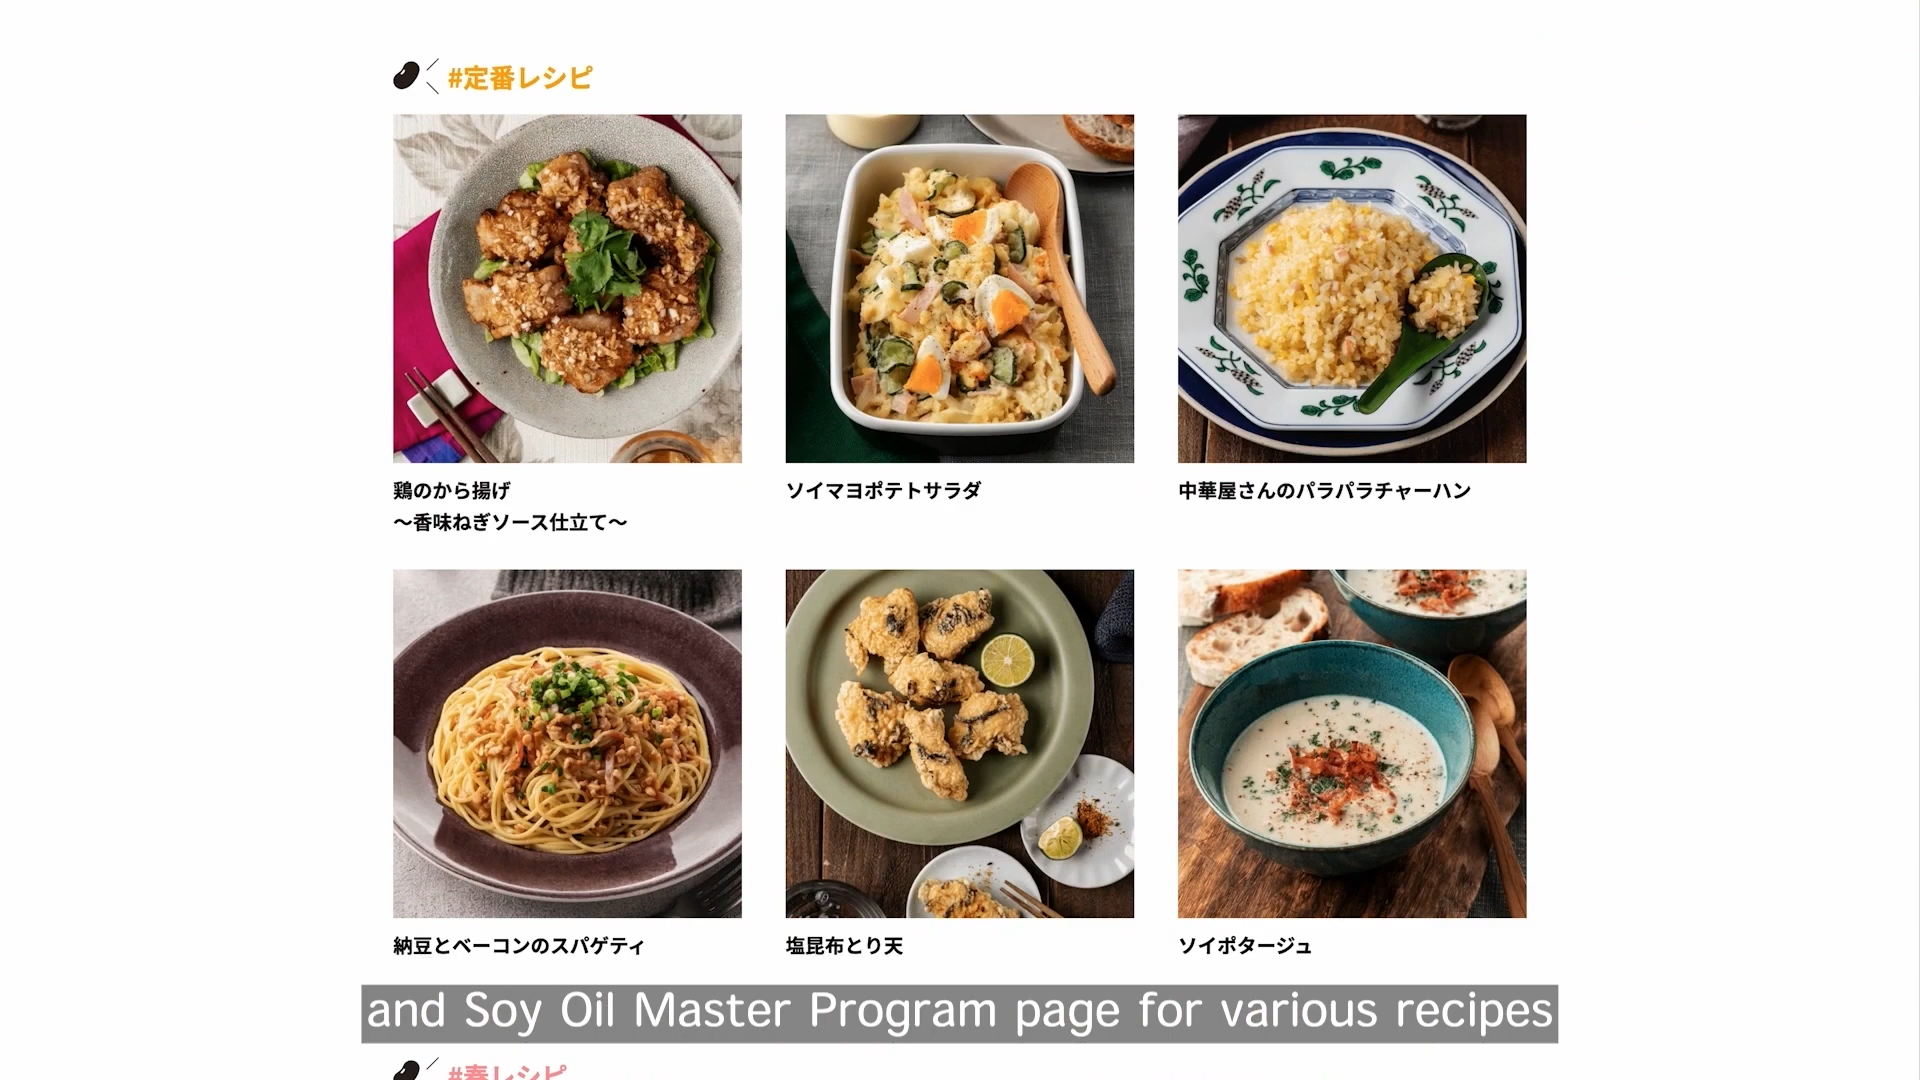 #定番レシピ
鶏のから揚げ
〜香味ねぎソース仕立て〜
ソイマヨポテトサラダ
中華屋さんのパラパラチャーハン
納豆とベーコンのスパゲティ
塩昆布とり天
ソイポタージュ
and Soy Oil Master Program page for various recipes
#春レシピ